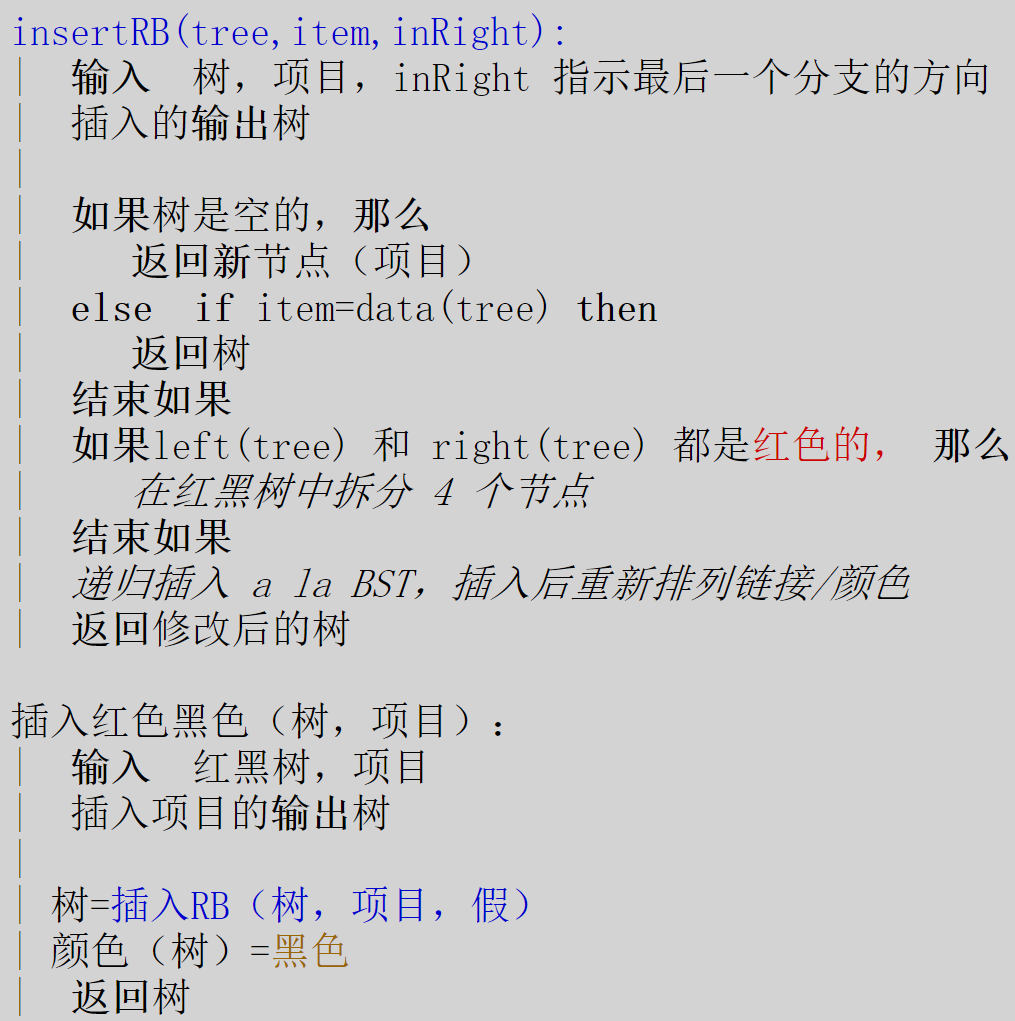 insertRB(tree,item,inRight):
输入 树，项目，inRight 指示最后一个分支的方向
插入的输出树
如果树是空的，那么
返回新节点（项目）
else if item=data(tree) then
返回树
结束如果
如果left(tree) 和 right(tree) 都是红色的， 那么
在红黑树中拆分 4 个节点
结束如果
递归插入 a la BST，插入后重新排列链接/颜色
返回修改后的树
插入红色黑色（树，项目）：
输入 红黑树，项目
插入项目的输出树
树=插入RB（树，项目，假）
颜色（树）=黑色
返回树